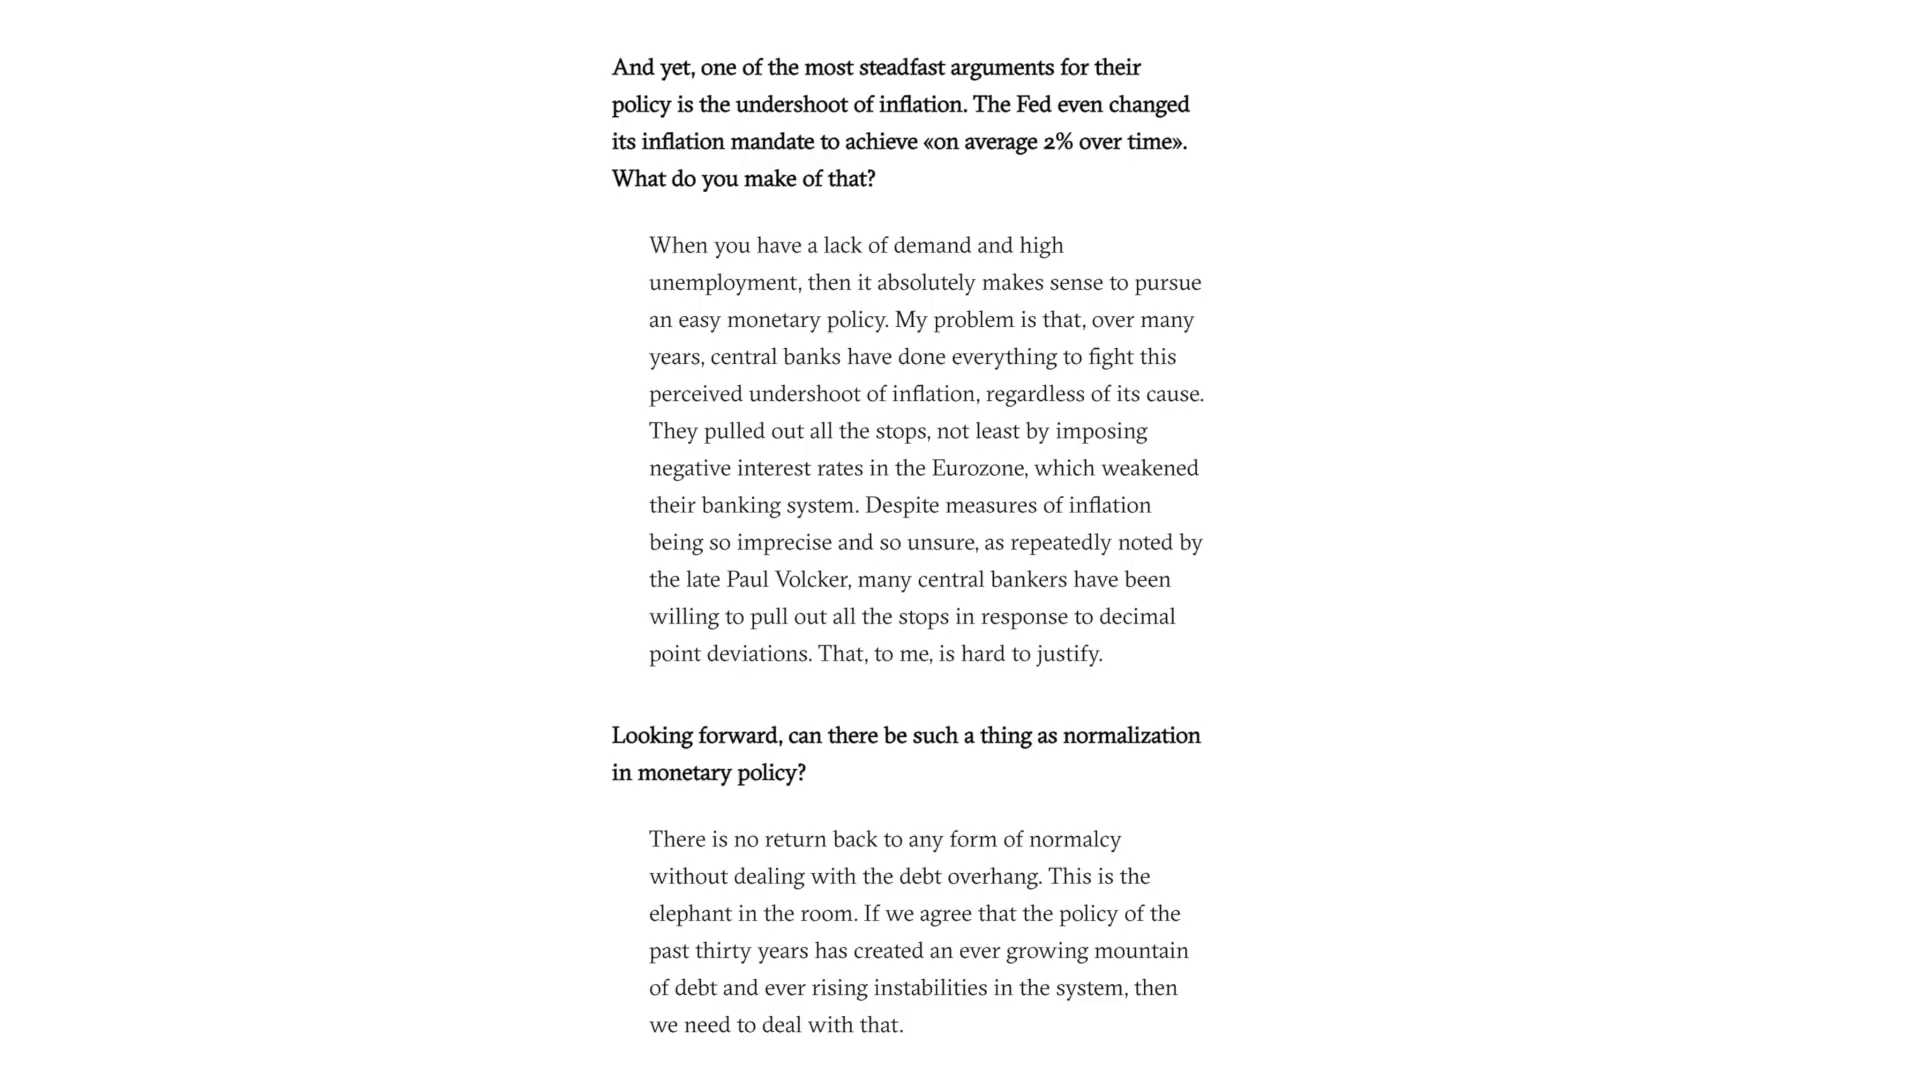 And yet, one of the most steadfast arguments for their
policy is the undershoot of inflation. The Fed even changed
its inflation mandate to achieve «on average 2% over time».
What do you make of that?
When you have a lack of demand and high
unemployment, then it absolutely makes sense to pursue
an easy monetary policy. My problem is that, over many
years, central banks have done everything to fight this
perceived undershoot of inflation, regardless of its cause.
They pulled out all the stops, not least by imposing
negative interest rates in the Eurozone, which weakened
their banking system. Despite measures of inflation
being so imprecise and so unsure, as repeatedly noted by
the late Paul Volcker, many central bankers have been
willing to pull out all the stops in response to decimal
point deviations. That, to me, is hard to justify.
Looking forward, can there be such a thing as normalization
in monetary policy?
There is no return back to any form of normalcy
without dealing with the debt overhang. This is the
elephant in the room. If we agree that the policy of the
past thirty years has created an ever growing mountain
of debt and ever rising instabilities in the system, then
we need to deal with that.